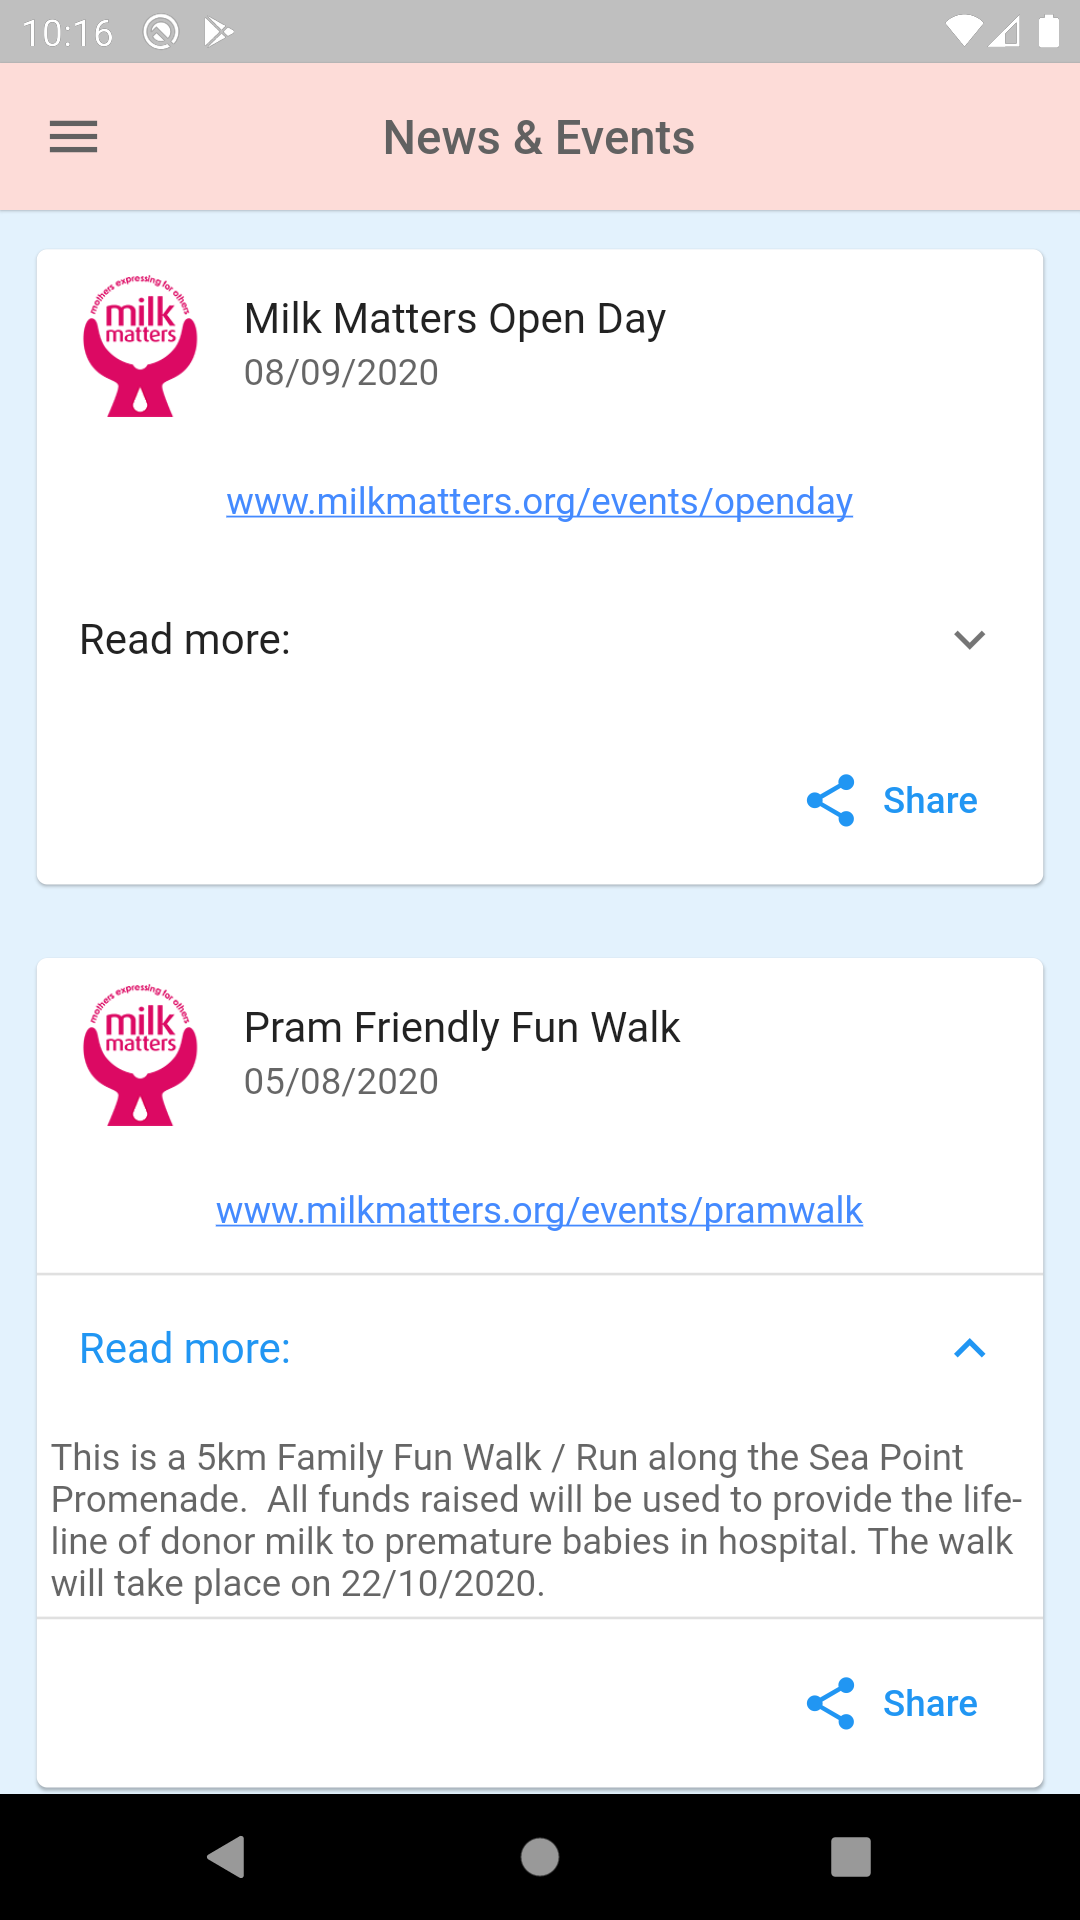 10:16
News & Events
mothers expressing for others
milk
matters
Milk Matters Open Day
08/09/2020
www.milkmatters.org/events/openday
Read more:
Share
mothers expressing for others
milk
matters
Pram Friendly Fun Walk
05/08/2020
www.milkmatters.org/events/pramwalk
Read more:
This is a 5km Family Fun Walk / Run along the Sea Point
Promenade.  All funds raised will be used to provide the life-
line of donor milk to premature babies in hospital. The walk
will take place on 22/10/2020.
Share